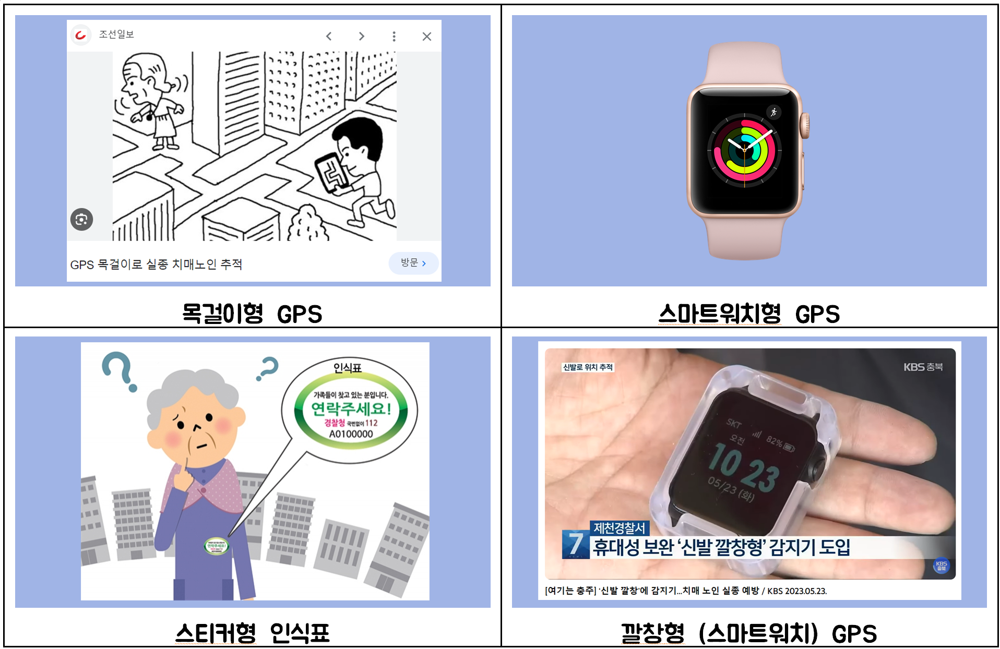 조선일보
GPS 목걸이로 실종 치매노인 추적
방문
목걸이형 GPS
스마트워치형 GPS
인식표
가족들이 찾고 있는 분입니다.
연락주세요!
경찰청 국번없이 112
A0100000
연락주세요!
A0100000
스티커형 인식표
신발로 위치 추적
KBS 충북
SKT
82%
오전
10 23
05/23 (화)
제천경찰서
7
휴대성 보완 ‘신발 깔창형’ 감지기 도입
KBS
충북
[여기는 충주] ‘신발 깔창’에 감지기...치매 노인 실종 예방 / KBS 2023.05.23.
깔창형 (스마트워치) GPS